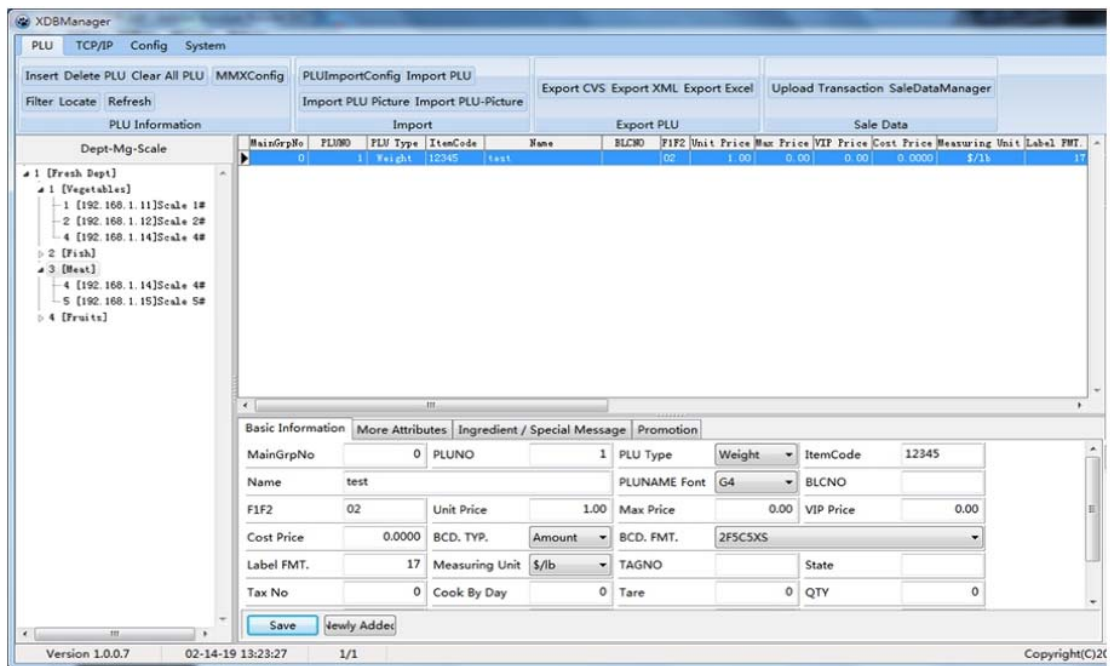 XDBManager
PLU TCP/IP Config System
Insert Delete PLU Clear All PLU MMXConfig PLUImportConfig Import PLU
Export CVS Export XML Export Excel Upload Transaction SaleDataManager
Filter Locate Refresh Import PLU Picture Import PLU-Picture
PLU Information Import Export PLU Sale Data
Dept-Mg-Scale
MainGrpNo PLUNO PLU Type ItemCode Name BLCNO F1F2 Unit Price Max Price VIP Price Cost Price Measuring Unit Label FMT.
0 1 Weight 12345 test 02 1.00 0.00 0.00 0.0000 $/lb 17
1 [Fresh Dept]
1 [Vegetables]
1 [192.168.1.11]Scale 1#
2 [192.168.1.12]Scale 2#
4 [192.168.1.14]Scale 4#
2 [Fish]
3 [Meat]
4 [192.168.1.14]Scale 4#
5 [192.168.1.15]Scale 5#
4 [Fruits]
Basic Information More Attributes Ingredient / Special Message Promotion
MainGrpNo 0 PLUNO 1 PLU Type Weight ItemCode 12345
Name test PLUNAME Font G4 BLCNO
F1F2 02 Unit Price 1.00 Max Price 0.00 VIP Price 0.00
Cost Price 0.0000 BCD. TYP. Amount BCD. FMT. 2F5C5XS
Label FMT. 17 Measuring Unit $/lb TAGNO State
Tax No 0 Cook By Day 0 Tare 0 QTY 0
Save Newly Added
Version 1.0.0.7 02-14-19 13:23:27 1/1 Copyright(C)20